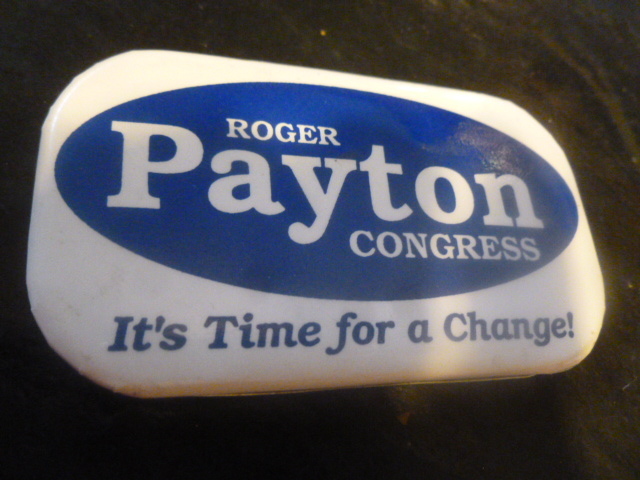 ROGER
Payton
CONGRESS
It's Time for a Change!